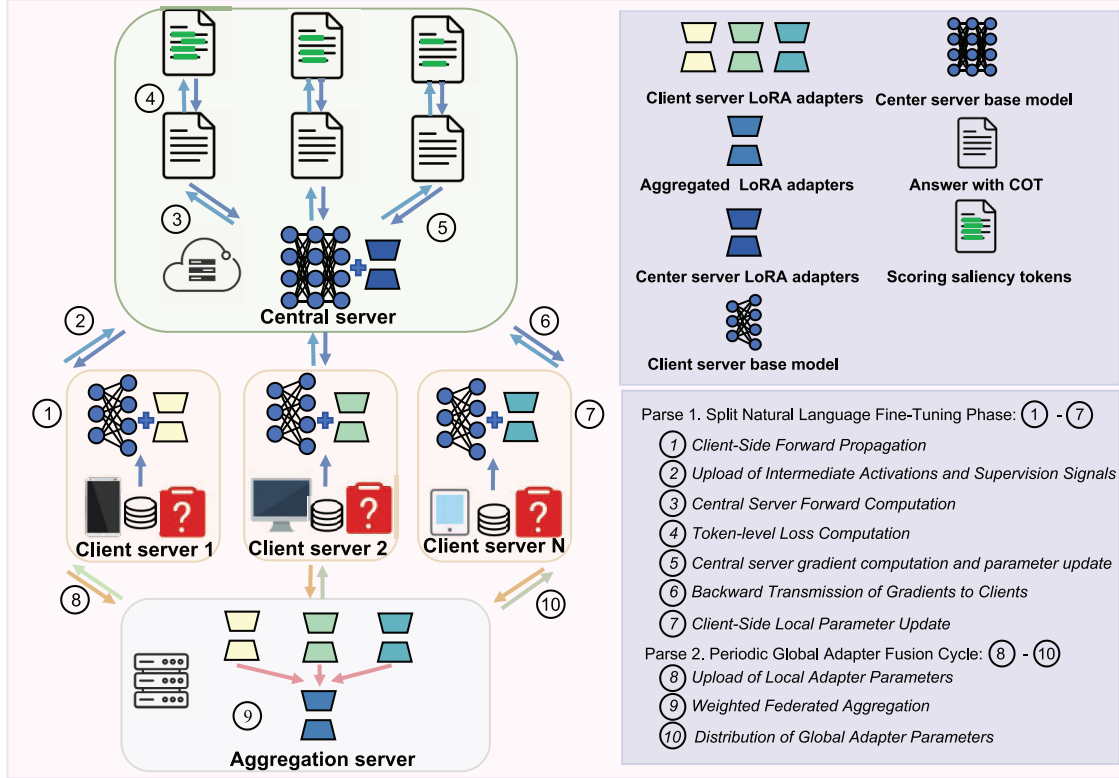 ④
③
⑤
Central server
②
⑥
①
⑦
?
?
?
Client server 1
Client server 2
Client server N
⑧
⑩
⑨
Aggregation server
Client server LoRA adapters
Center server base model
Aggregated LoRA adapters
Answer with COT
Center server LoRA adapters
Scoring saliency tokens
Client server base model
Parse 1. Split Natural Language Fine-Tuning Phase: ① - ⑦
① Client-Side Forward Propagation
② Upload of Intermediate Activations and Supervision Signals
③ Central Server Forward Computation
④ Token-level Loss Computation
⑤ Central server gradient computation and parameter update
⑥ Backward Transmission of Gradients to Clients
⑦ Client-Side Local Parameter Update
Parse 2. Periodic Global Adapter Fusion Cycle: ⑧ - ⑩
⑧ Upload of Local Adapter Parameters
⑨ Weighted Federated Aggregation
⑩ Distribution of Global Adapter Parameters